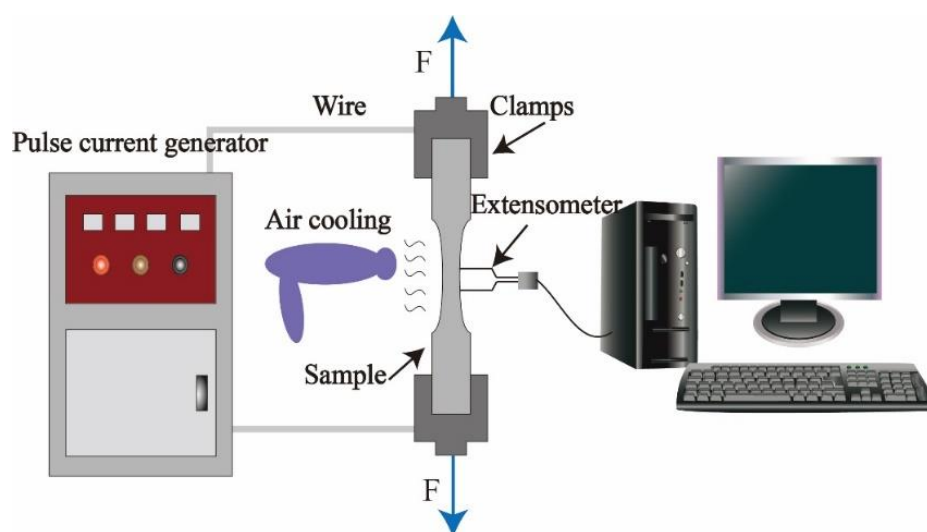 F
Wire
Clamps
Pulse current generator
Extensometer
Air cooling
Sample
F